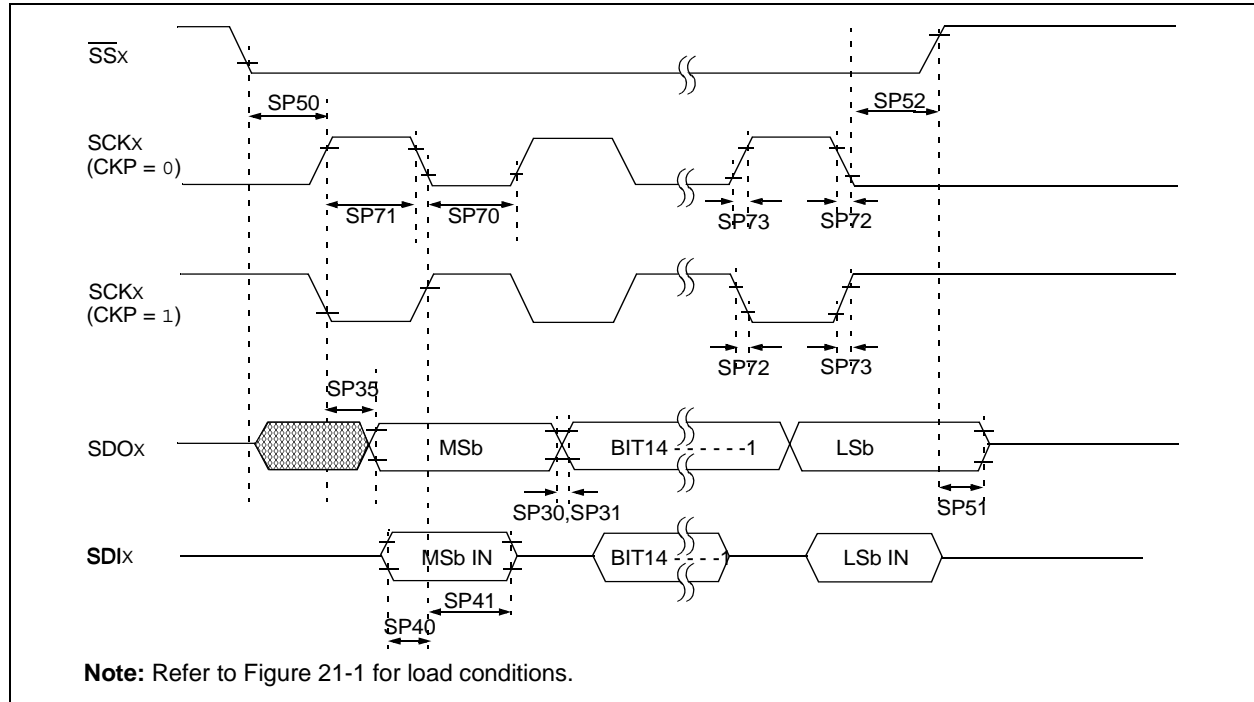 SSX
SP50
SP52
SCKX
(CKP = 0)
SP71
SP70
SP73
SP72
SCKX
(CKP = 1)
SP72
SP73
SP35
SDOX
MSb
BIT14 - - - - - -1
LSb
SP30,SP31
SP51
SDIX
MSb IN
BIT14 - - - - -1
LSb IN
SP41
SP40
Note: Refer to Figure 21-1 for load conditions.